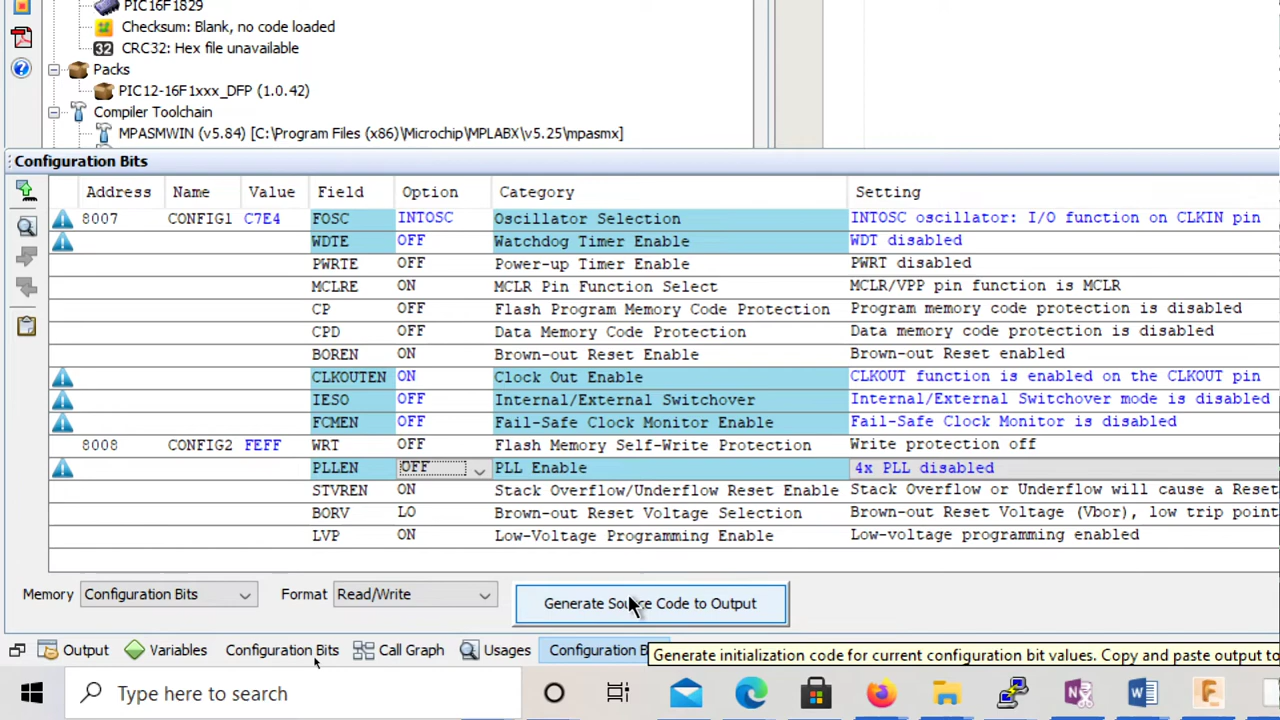 PIC16F1829
Checksum: Blank, no code loaded
32 CRC32: Hex file unavailable
Packs
PIC12-16F1xxx_DFP (1.0.42)
Compiler Toolchain
MPASMWIN (v5.84) [C:\Program Files (x86)\Microchip\MPLABX\v5.25\mpasmx]
Configuration Bits
Address Name Value Field Option Category Setting
8007 CONFIG1 C7E4 FOSC INTOSC Oscillator Selection INTOSC oscillator: I/O function on CLKIN pin
WDTE OFF Watchdog Timer Enable WDT disabled
PWRTE OFF Power-up Timer Enable PWRT disabled
MCLRE ON MCLR Pin Function Select MCLR/VPP pin function is MCLR
CP OFF Flash Program Memory Code Protection Program memory code protection is disabled
CPD OFF Data Memory Code Protection Data memory code protection is disabled
BOREN ON Brown-out Reset Enable Brown-out Reset enabled
CLKOUTEN ON Clock Out Enable CLKOUT function is enabled on the CLKOUT pin
IESO OFF Internal/External Switchover Internal/External Switchover mode is disabled
FCMEN OFF Fail-Safe Clock Monitor Enable Fail-Safe Clock Monitor is disabled
8008 CONFIG2 FEFF WRT OFF Flash Memory Self-Write Protection Write protection off
PLLEN OFF PLL Enable 4x PLL disabled
STVREN ON Stack Overflow/Underflow Reset Enable Stack Overflow or Underflow will cause a Reset
BORV LO Brown-out Reset Voltage Selection Brown-out Reset Voltage (Vbor), low trip point
LVP ON Low-Voltage Programming Enable Low-voltage programming enabled
Memory Configuration Bits Format Read/Write Generate Source Code to Output
Output Variables Configuration Bits Call Graph Usages Configuration B
Generate initialization code for current configuration bit values. Copy and paste output to
Type here to search